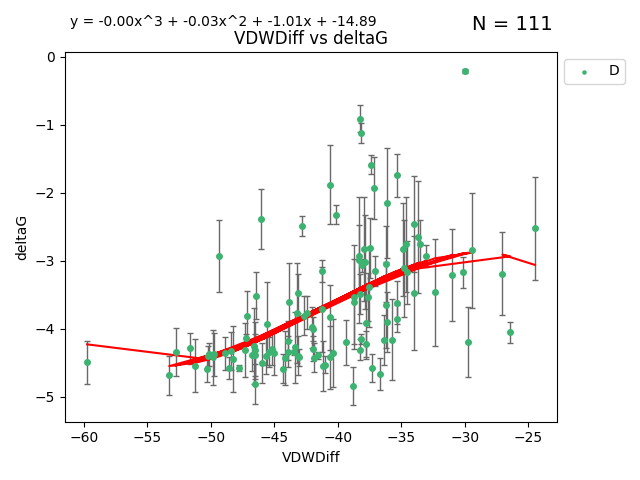 y = -0.00x^3 + -0.03x^2 + -1.01x + -14.89
N = 111
VDWDiff vs deltaG
D
deltaG
0
−1
−2
−3
−4
−5
−60 −55 −50 −45 −40 −35 −30 −25
VDWDiff